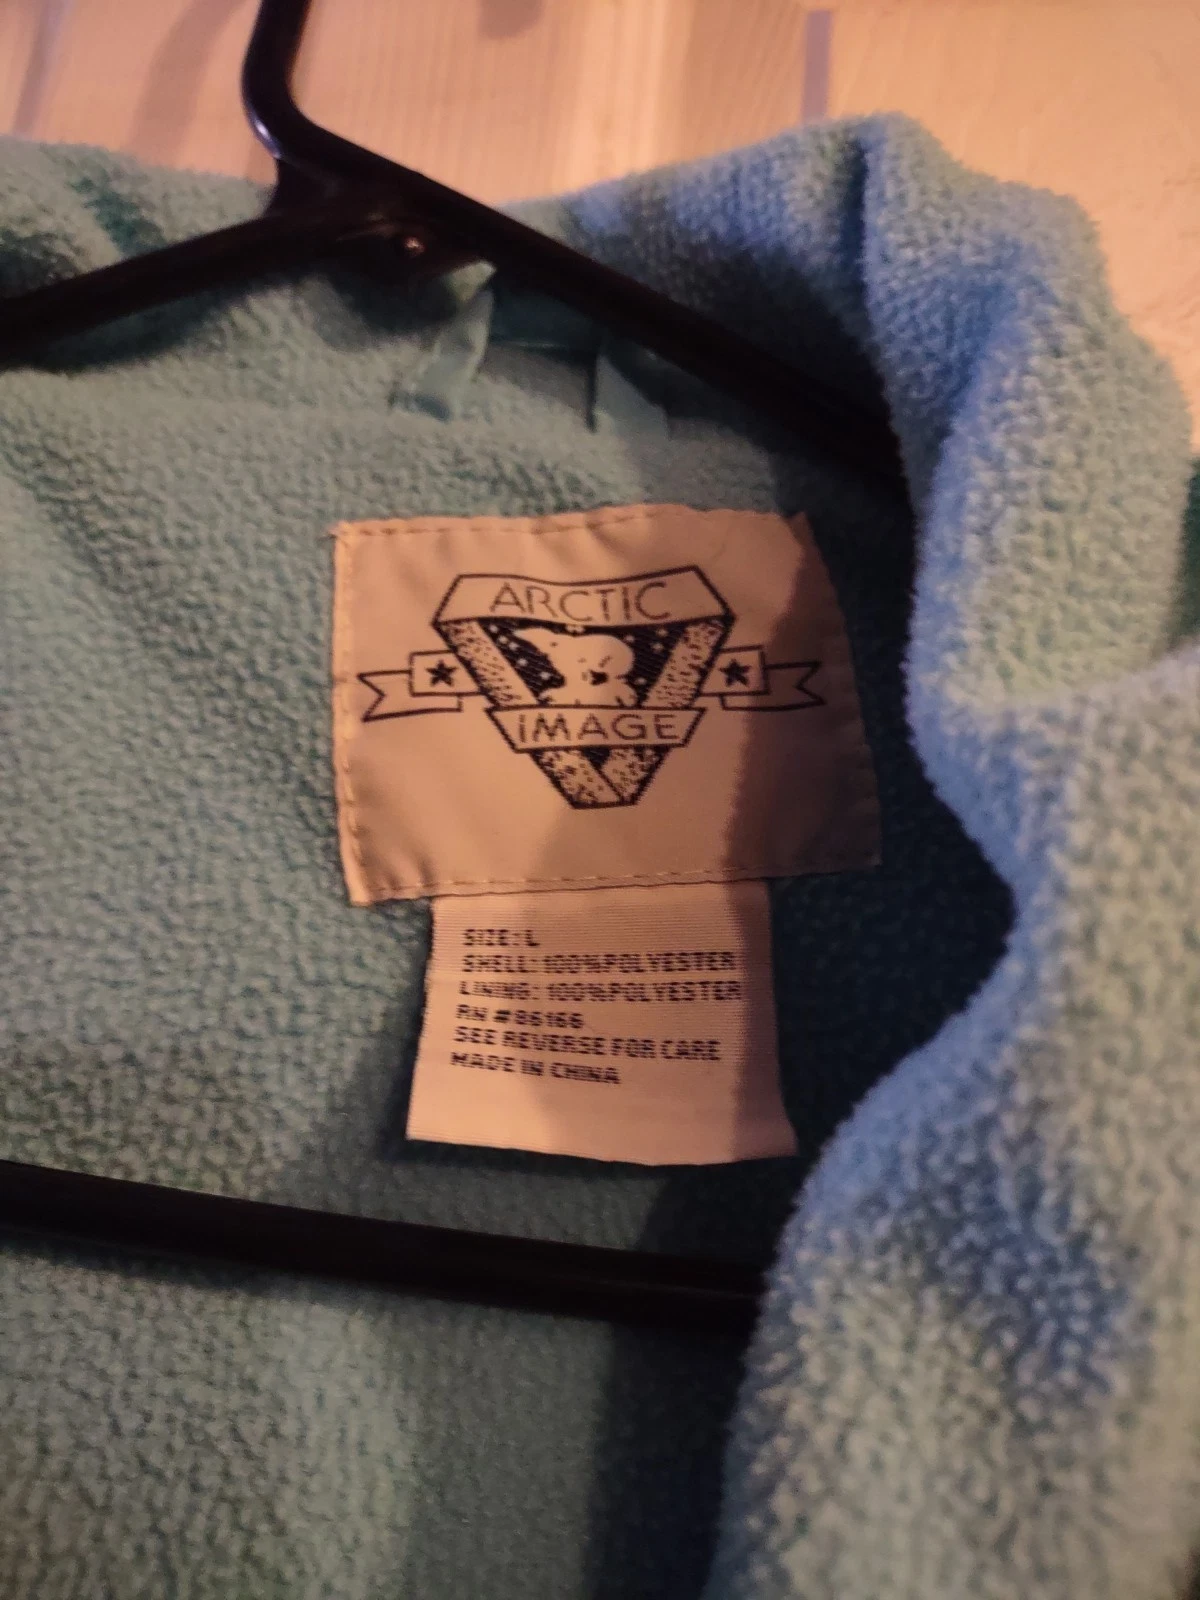 ARCTIC
IMAGE
SIZE: L
SHELL: 100%POLYESTER
LINING: 100%POLYESTER
RN #86166
SEE REVERSE FOR CARE
MADE IN CHINA